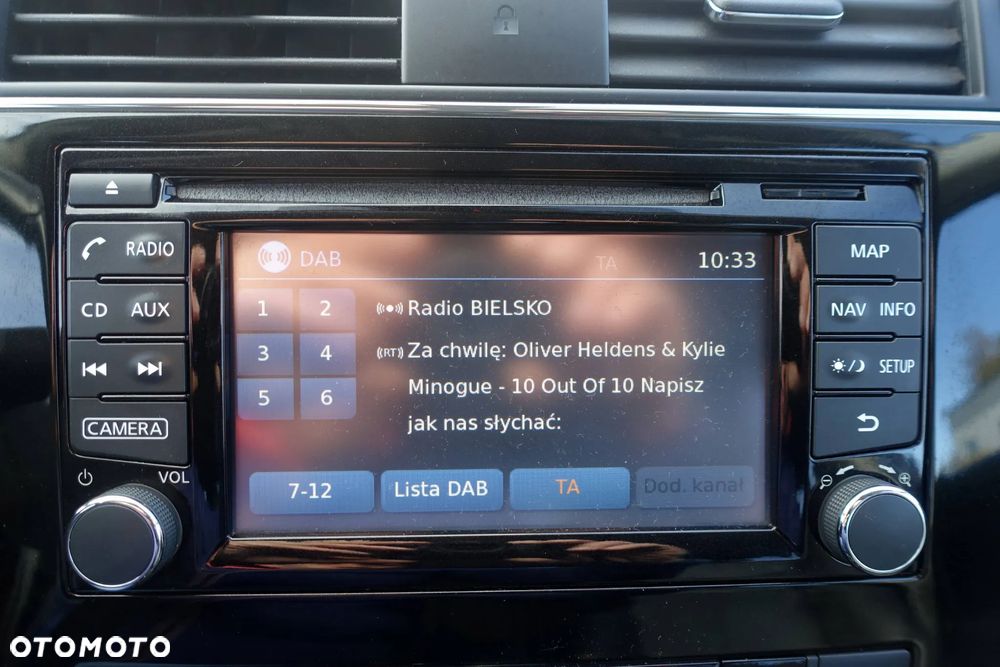 RADIO
CD AUX
CAMERA
VOL
MAP
NAV INFO
SETUP
DAB TA 10:33
1 2
3 4
5 6
Radio BIELSKO
(RT) Za chwilę: Oliver Heldens & Kylie
Minogue - 10 Out Of 10 Napisz
jak nas słychać:
7-12 Lista DAB TA Dod. kanał
OTOMOTO